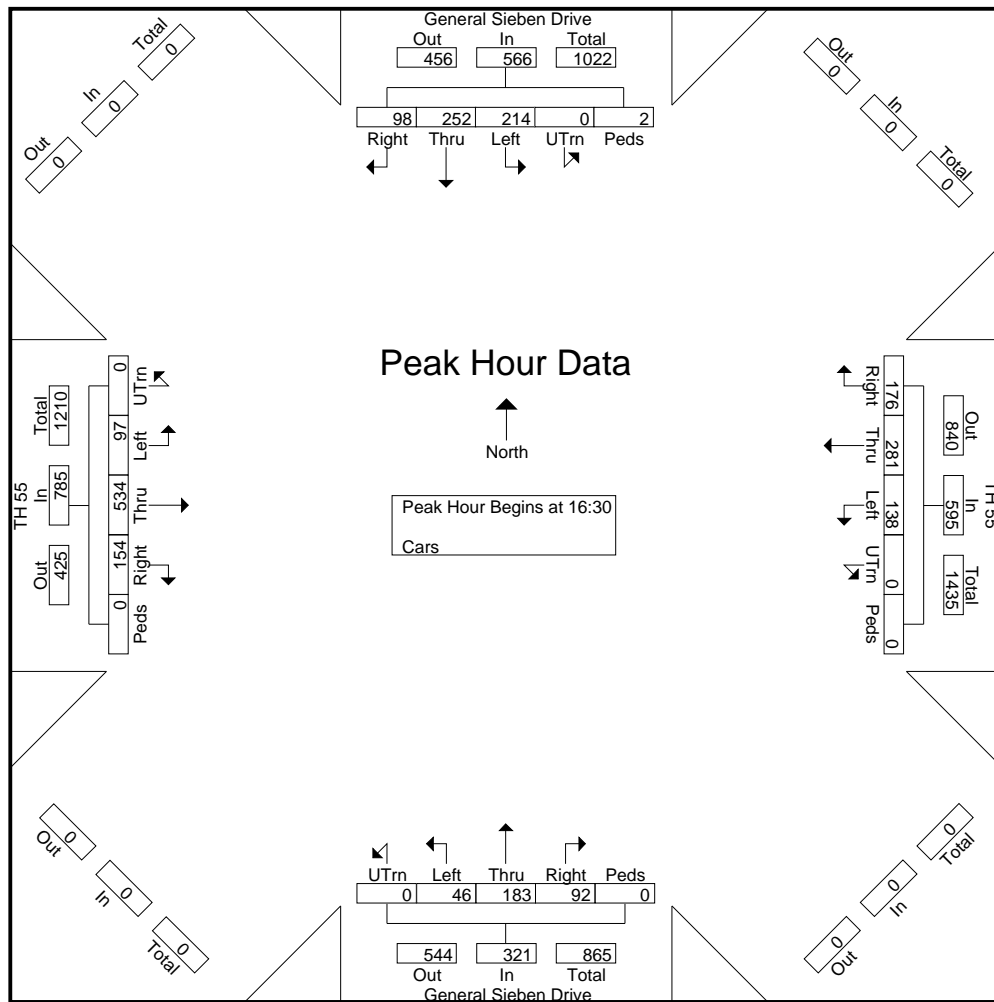 General Sieben Drive
Out In Total
456 566 1022
98 252 214 0 2
Right Thru Left UTrn Peds
Total
0
In
0
Out
0
Out
0
In
0
Total
0
Peak Hour Data
North
Peak Hour Begins at 16:30
Cars
TH 55
Total In Out
1210 785 425
0 97 534 154 0
UTrn Left Thru Right Peds
TH 55
Out In Total
840 595 1435
176 281 138 0 0
Right Thru Left UTrn Peds
Out
0
In
0
Total
0
Total
0
In
0
Out
0
UTrn Left Thru Right Peds
0 46 183 92 0
544 321 865
Out In Total
General Sieben Drive